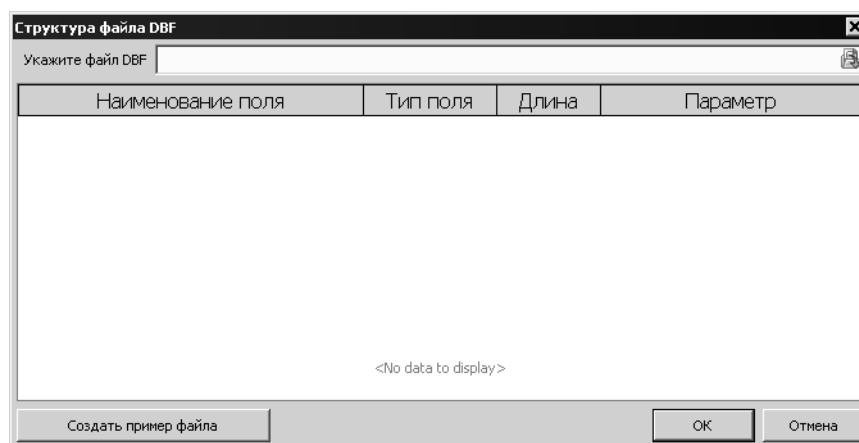 Структура файла DBF
Укажите файл DBF
Наименование поля Тип поля Длина Параметр
<No data to display>
Создать пример файла ОК Отмена